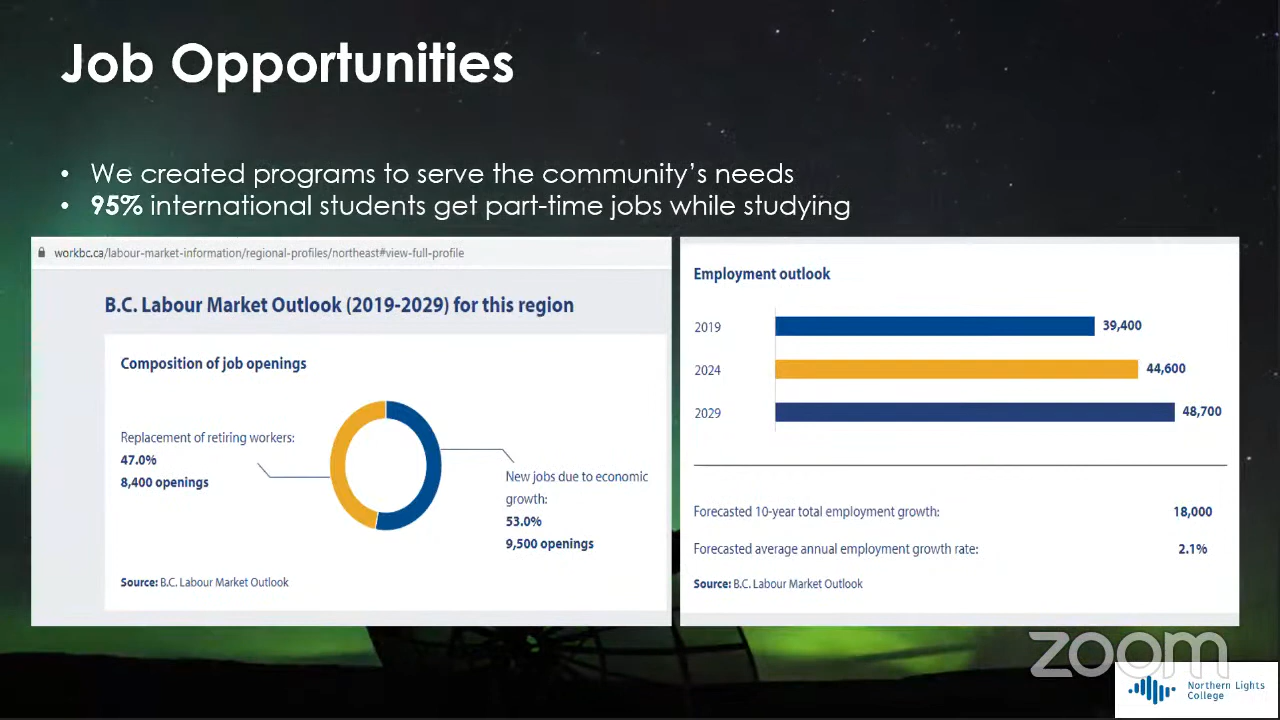 Job Opportunities
• We created programs to serve the community's needs
• 95% international students get part-time jobs while studying
workbc.ca/labour-market-information/regional-profiles/northeast#view-full-profile
B.C. Labour Market Outlook (2019-2029) for this region
Composition of job openings
Replacement of retiring workers:
47.0%
8,400 openings
New jobs due to economic
growth:
53.0%
9,500 openings
Source: B.C. Labour Market Outlook
Employment outlook
2019 39,400
2024 44,600
2029 48,700
Forecasted 10-year total employment growth: 18,000
Forecasted average annual employment growth rate: 2.1%
Source: B.C. Labour Market Outlook
zoom
Northern Lights
College